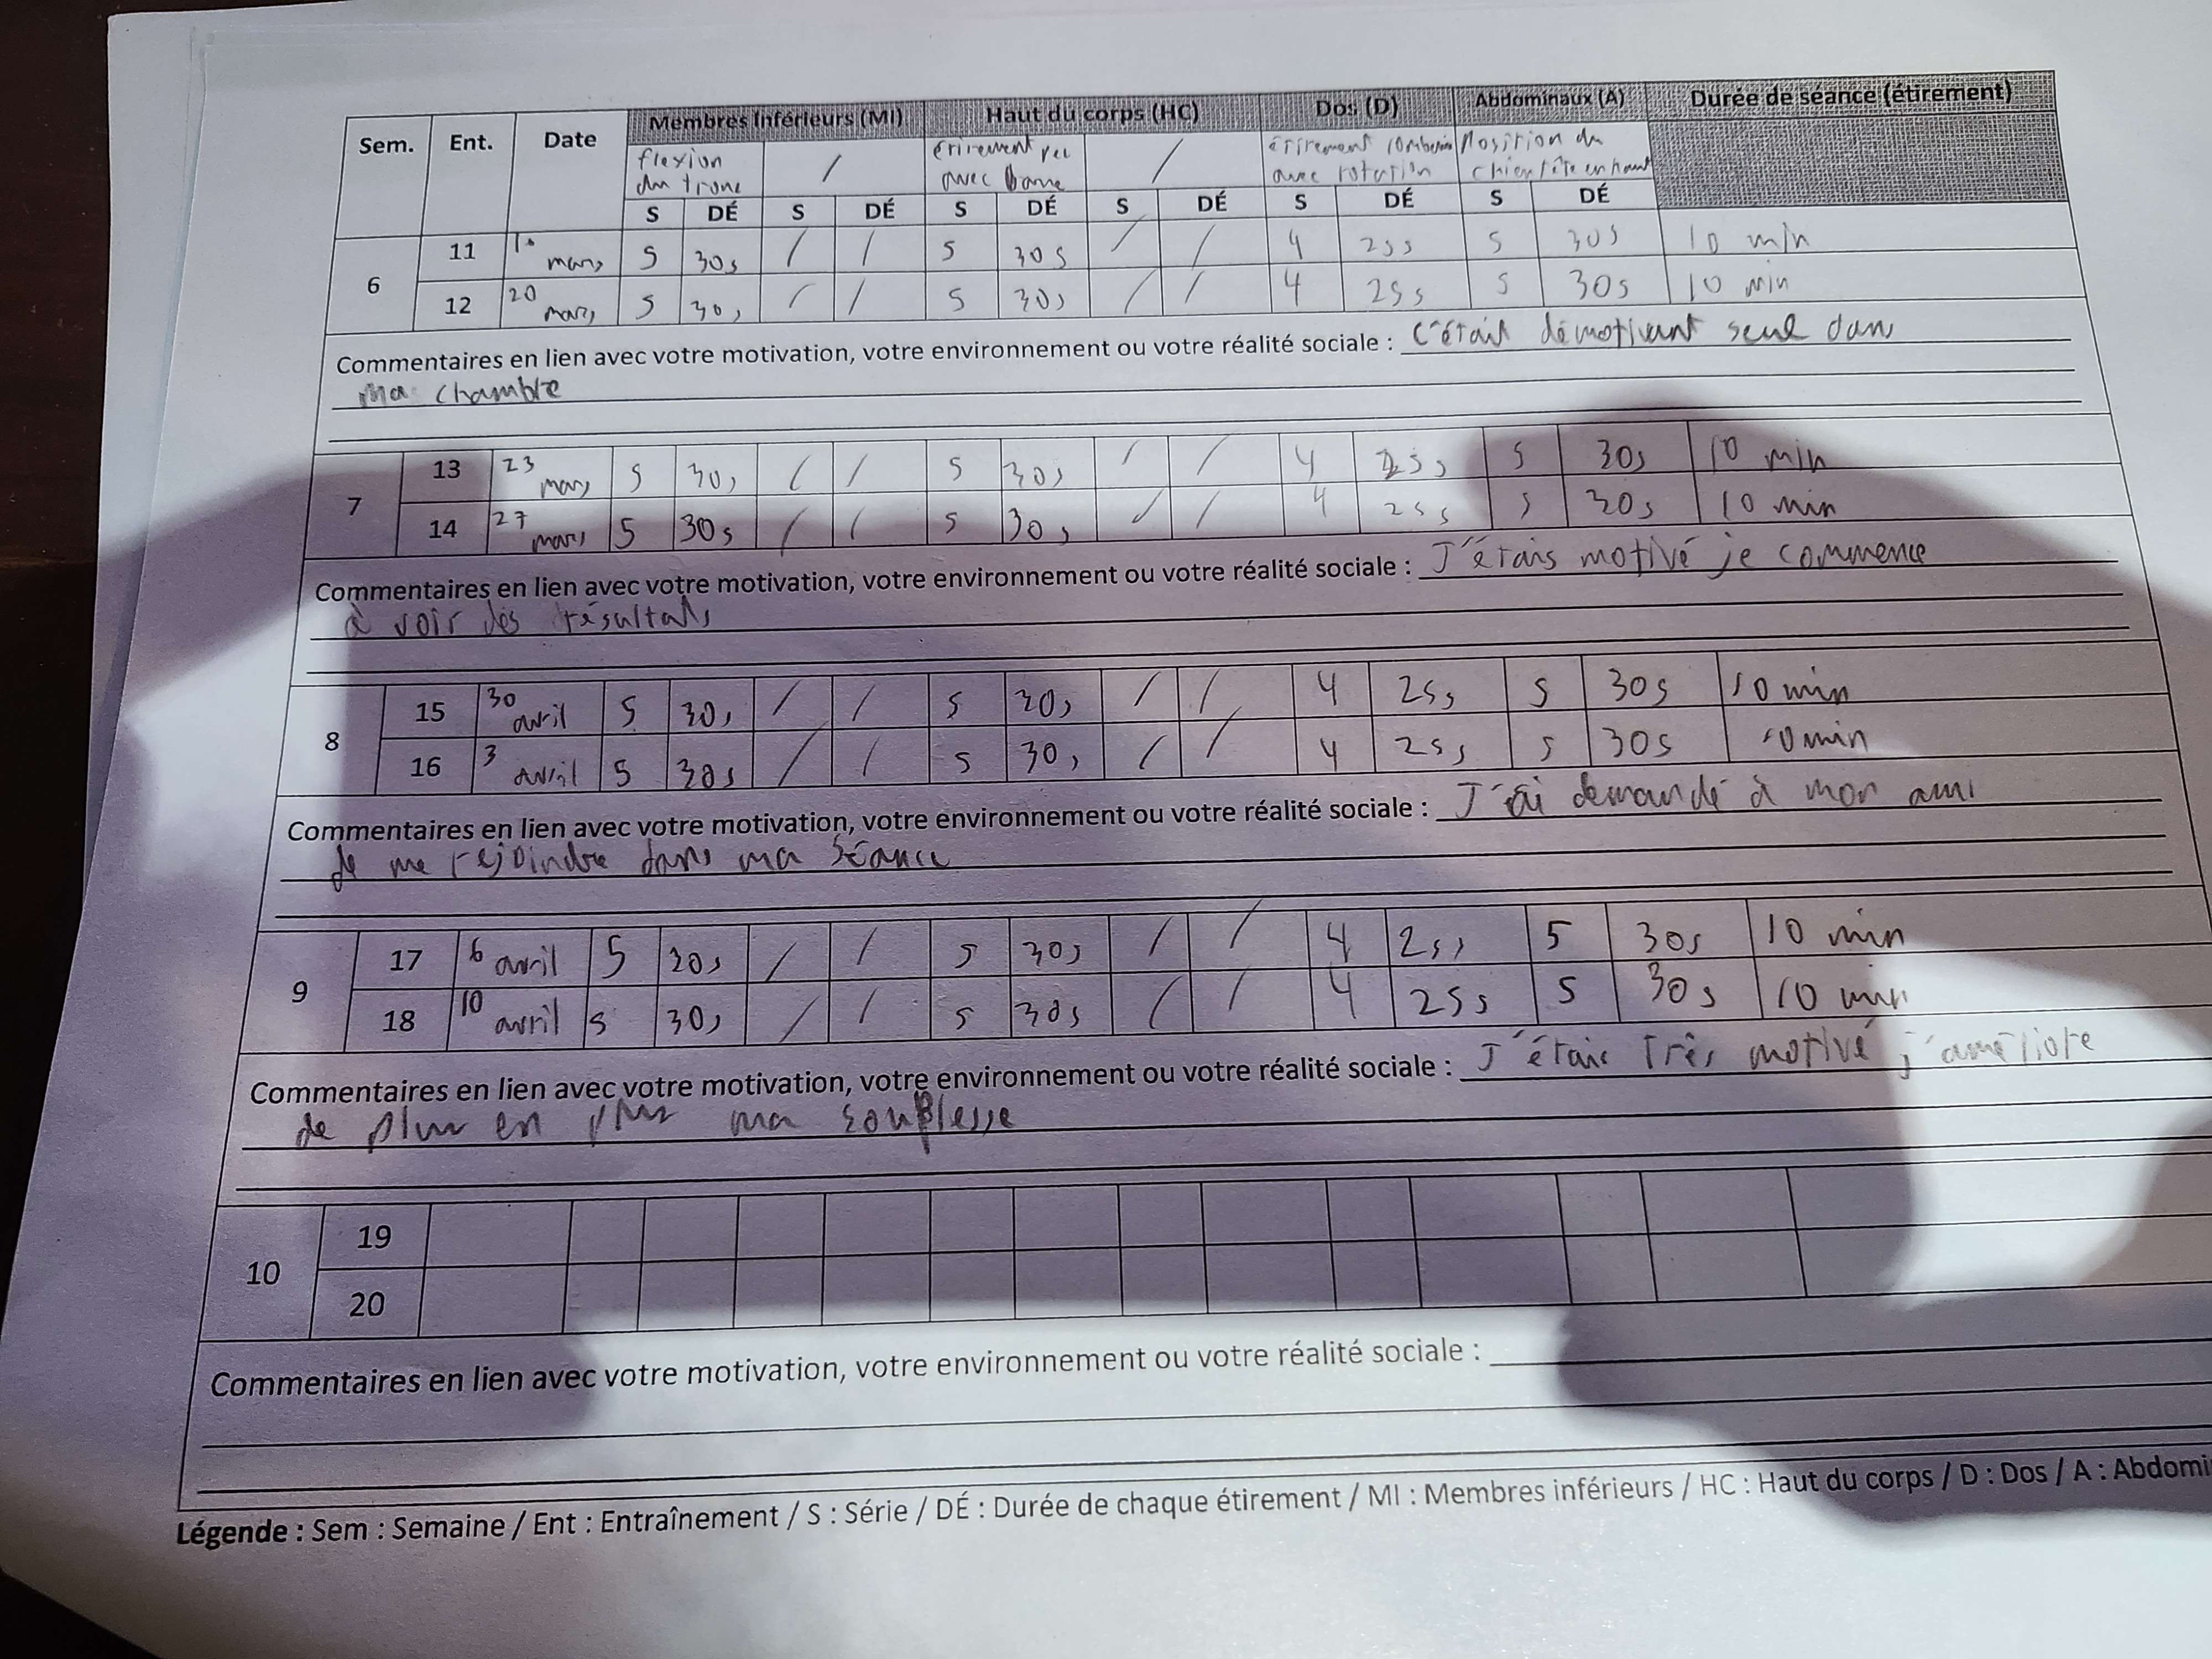 Sem. Ent. Date Membres Inférieurs (MI) Haut du corps (HC) Dos (D) Abdominaux (A) Durée de séance (étirement)
flexion du tronc / avec barre / étirement avec rotation Position du chien tête en haut
S DÉ S DÉ S DÉ S DÉ S DÉ S DÉ
6
11 mars 5 30s / / 5 30s / / 4 25s 5 30s 10 min
12 20 mars 5 30s / / 5 30s / / 4 25s 5 30s 10 min
Commentaires en lien avec votre motivation, votre environnement ou votre réalité sociale : C'était démotivant seul dans
ma chambre
7
13 23 mars 5 30s / / 5 30s / / 4 25s 5 30s 10 min
14 27 mars 5 30s / / 5 30s / / 4 25s 5 30s 10 min
Commentaires en lien avec votre motivation, votre environnement ou votre réalité sociale : J'étais motivé je commence
à voir des résultats
8
15 30 avril 5 30s / / 5 30s / / 4 25s 5 30s 10 min
16 3 avril 5 30s / / 5 30s / / 4 25s 5 30s 10 min
Commentaires en lien avec votre motivation, votre environnement ou votre réalité sociale : J'ai demandé à mon ami
de me rejoindre dans ma séance
9
17 6 avril 5 30s / / 5 30s / / 4 25s 5 30s 10 min
18 10 avril 5 30s / / 5 30s / / 4 25s 5 30s 10 min
Commentaires en lien avec votre motivation, votre environnement ou votre réalité sociale : J'étais très motivé j'améliore
de plus en plus ma souplesse
10
19
20
Commentaires en lien avec votre motivation, votre environnement ou votre réalité sociale :
Légende : Sem : Semaine / Ent : Entraînement / S : Série / DÉ : Durée de chaque étirement / MI : Membres inférieurs / HC : Haut du corps / D : Dos / A : Abdomi